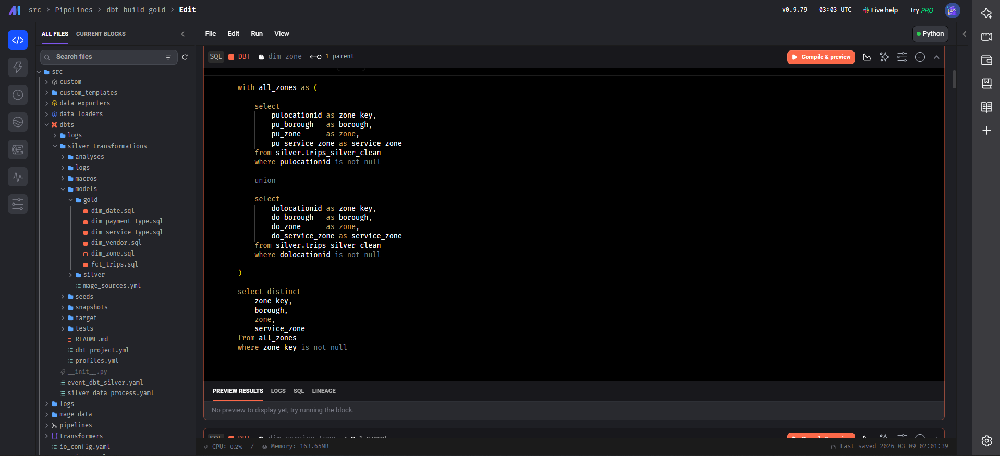 src > Pipelines > dbt_build_gold > Edit
v0.9.79 03:03 UTC Live help Try PRO
ALL FILES CURRENT BLOCKS
File Edit Run View
Python
Search files
src
custom
custom_templates
data_exporters
data_loaders
dbts
logs
silver_transformations
analyses
logs
macros
models
gold
dim_date.sql
dim_payment_type.sql
dim_service_type.sql
dim_vendor.sql
dim_zone.sql
fct_trips.sql
silver
mage_sources.yml
seeds
snapshots
target
tests
README.md
dbt_project.yml
profiles.yml
__init__.py
event_dbt_silver.yaml
silver_data_process.yaml
logs
mage_data
pipelines
transformers
io_config.yaml
SQL DBT dim_zone 1 parent
Compile & preview
with all_zones as (
select
pulocationid as zone_key,
pu_borough as borough,
pu_zone as zone,
pu_service_zone as service_zone
from silver.trips_silver_clean
where pulocationid is not null
union
select
dolocationid as zone_key,
do_borough as borough,
do_zone as zone,
do_service_zone as service_zone
from silver.trips_silver_clean
where dolocationid is not null
)
select distinct
zone_key,
borough,
zone,
service_zone
from all_zones
where zone_key is not null
PREVIEW RESULTS LOGS SQL LINEAGE
No preview to display yet, try running the block.
SQL DBT dim_service_type 1 parent
Compile & preview
CPU: 0.2% / Memory: 163.65MB
Last saved 2026-03-09 02:01:39